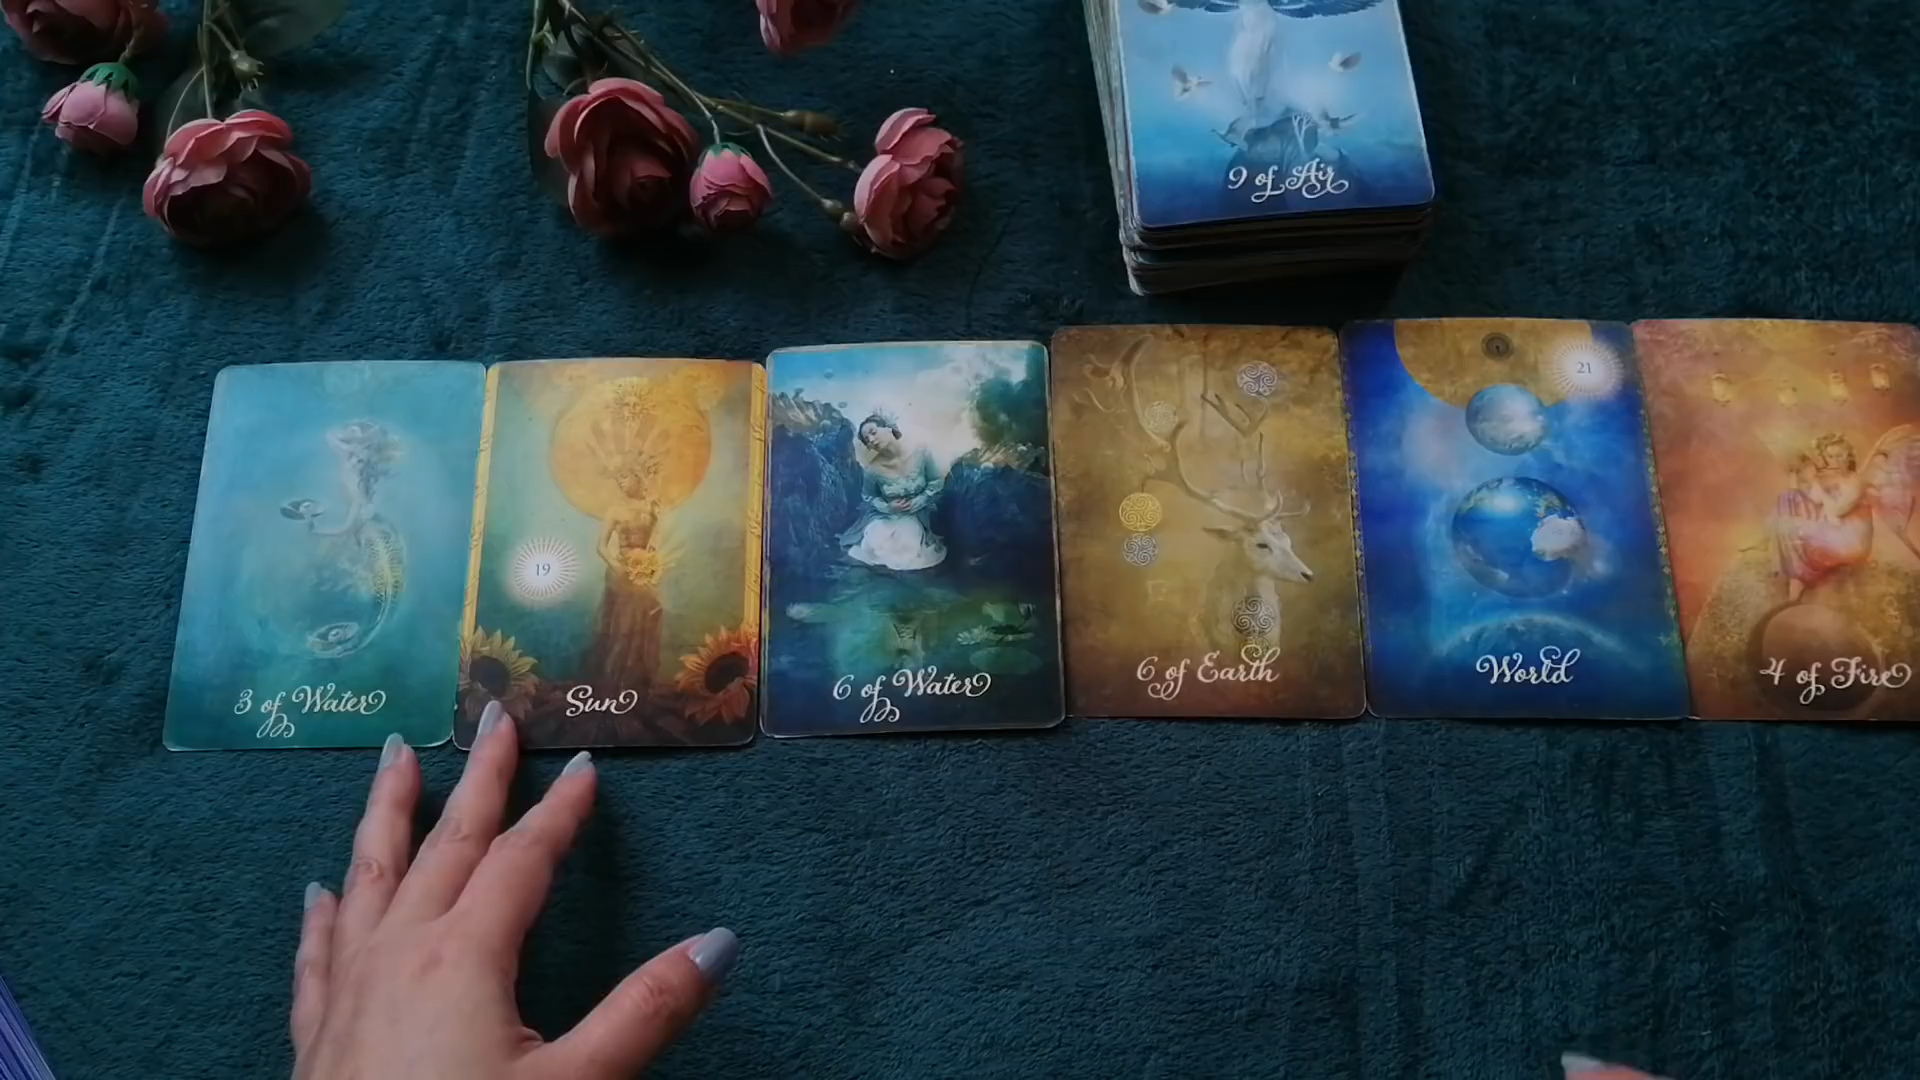 9 of Air
21
19
3 of Water
Sun
6 of Water
6 of Earth
World
4 of Fire